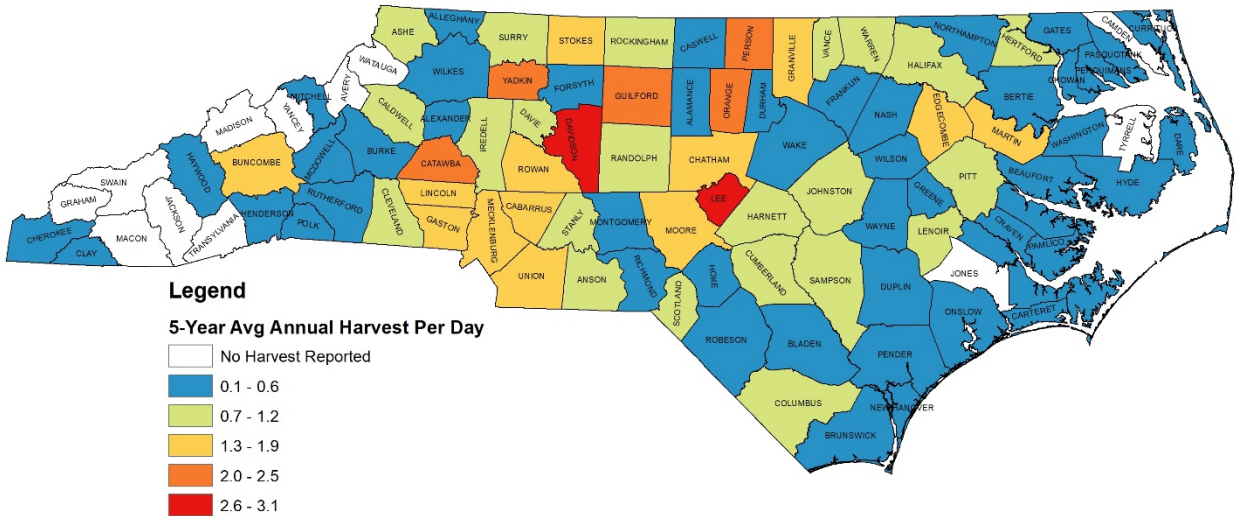 ALLEGHANY
ASHE
SURRY
STOKES
ROCKINGHAM
CASWELL
PERSON
GRANVILLE
VANCE
WARREN
NORTHAMPTON
HERTFORD
GATES
CAMDEN
CURRITUCK
PASQUOTANK
PERQUIMANS
CHOWAN
HALIFAX
BERTIE
WATAUGA
WILKES
YADKIN
FORSYTH
GUILFORD
ALAMANCE
ORANGE
DURHAM
FRANKLIN
NASH
EDGECOMBE
MARTIN
WASHINGTON
TYRRELL
DARE
AVERY
MITCHELL
YANCEY
MADISON
CALDWELL
ALEXANDER
IREDELL
DAVIE
DAVIDSON
RANDOLPH
CHATHAM
WAKE
WILSON
PITT
BEAUFORT
HYDE
HAYWOOD
BUNCOMBE
MCDOWELL
BURKE
CATAWBA
ROWAN
LEE
JOHNSTON
GREENE
SWAIN
GRAHAM
JACKSON
HENDERSON
RUTHERFORD
POLK
CLEVELAND
LINCOLN
GASTON
MECKLENBURG
CABARRUS
STANLY
MONTGOMERY
MOORE
HARNETT
WAYNE
LENOIR
CRAVEN
PAMLICO
CHEROKEE
CLAY
MACON
TRANSYLVANIA
UNION
ANSON
RICHMOND
SCOTLAND
HOKE
CUMBERLAND
SAMPSON
DUPLIN
JONES
ONSLOW
CARTERET
ROBESON
BLADEN
PENDER
COLUMBUS
NEW HANOVER
BRUNSWICK
Legend
5-Year Avg Annual Harvest Per Day
No Harvest Reported
0.1 - 0.6
0.7 - 1.2
1.3 - 1.9
2.0 - 2.5
2.6 - 3.1